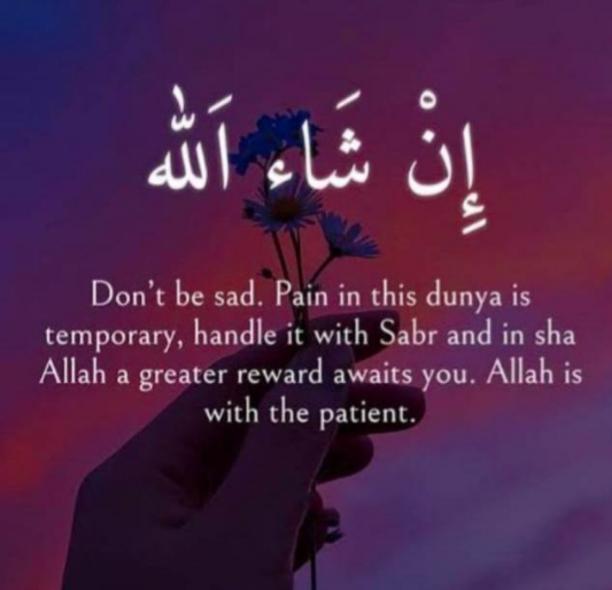 إِنْ شَاءَ اَللّٰه
Don't be sad. Pain in this dunya is
temporary, handle it with Sabr and in sha
Allah a greater reward awaits you. Allah is
with the patient.